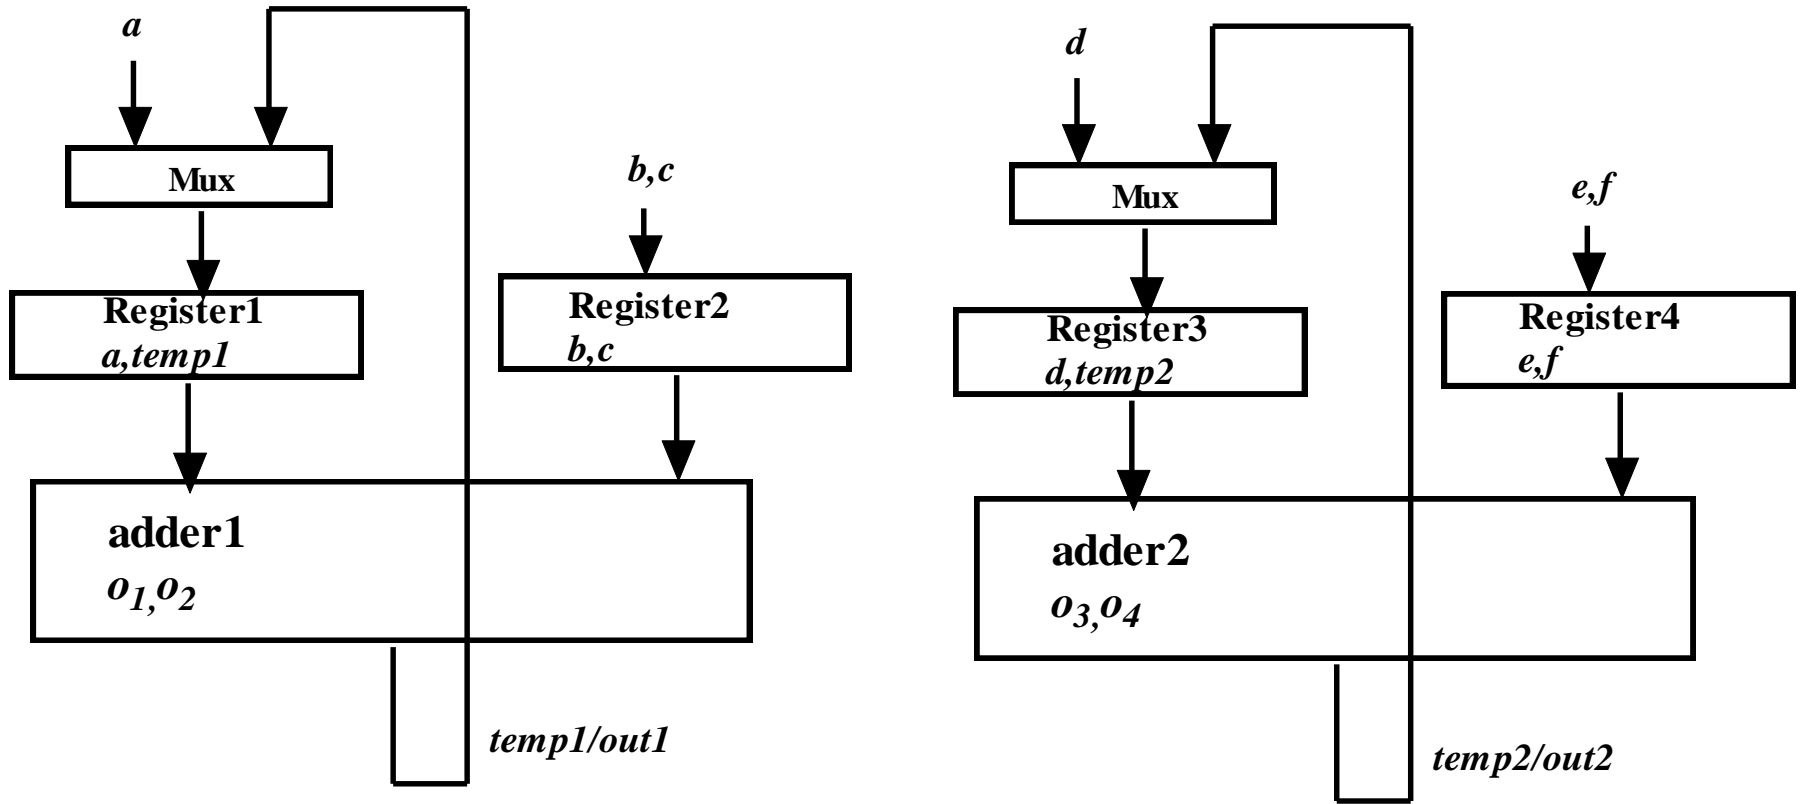 a
Mux
b,c
Register1
a,temp1
Register2
b,c
adder1
o1,o2
temp1/out1
d
Mux
e,f
Register3
d,temp2
Register4
e,f
adder2
o3,o4
temp2/out2